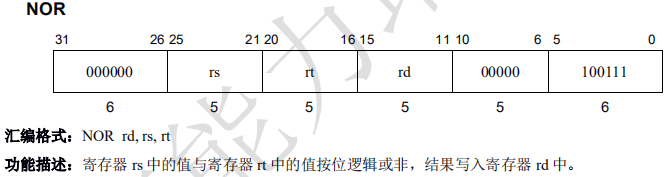 NOR
31 26 25 21 20 16 15 11 10 6 5 0
000000 rs rt rd 00000 100111
6 5 5 5 5 6
汇编格式：NOR rd, rs, rt
功能描述：寄存器 rs 中的值与寄存器 rt 中的值按位逻辑或非，结果写入寄存器 rd 中。
能力